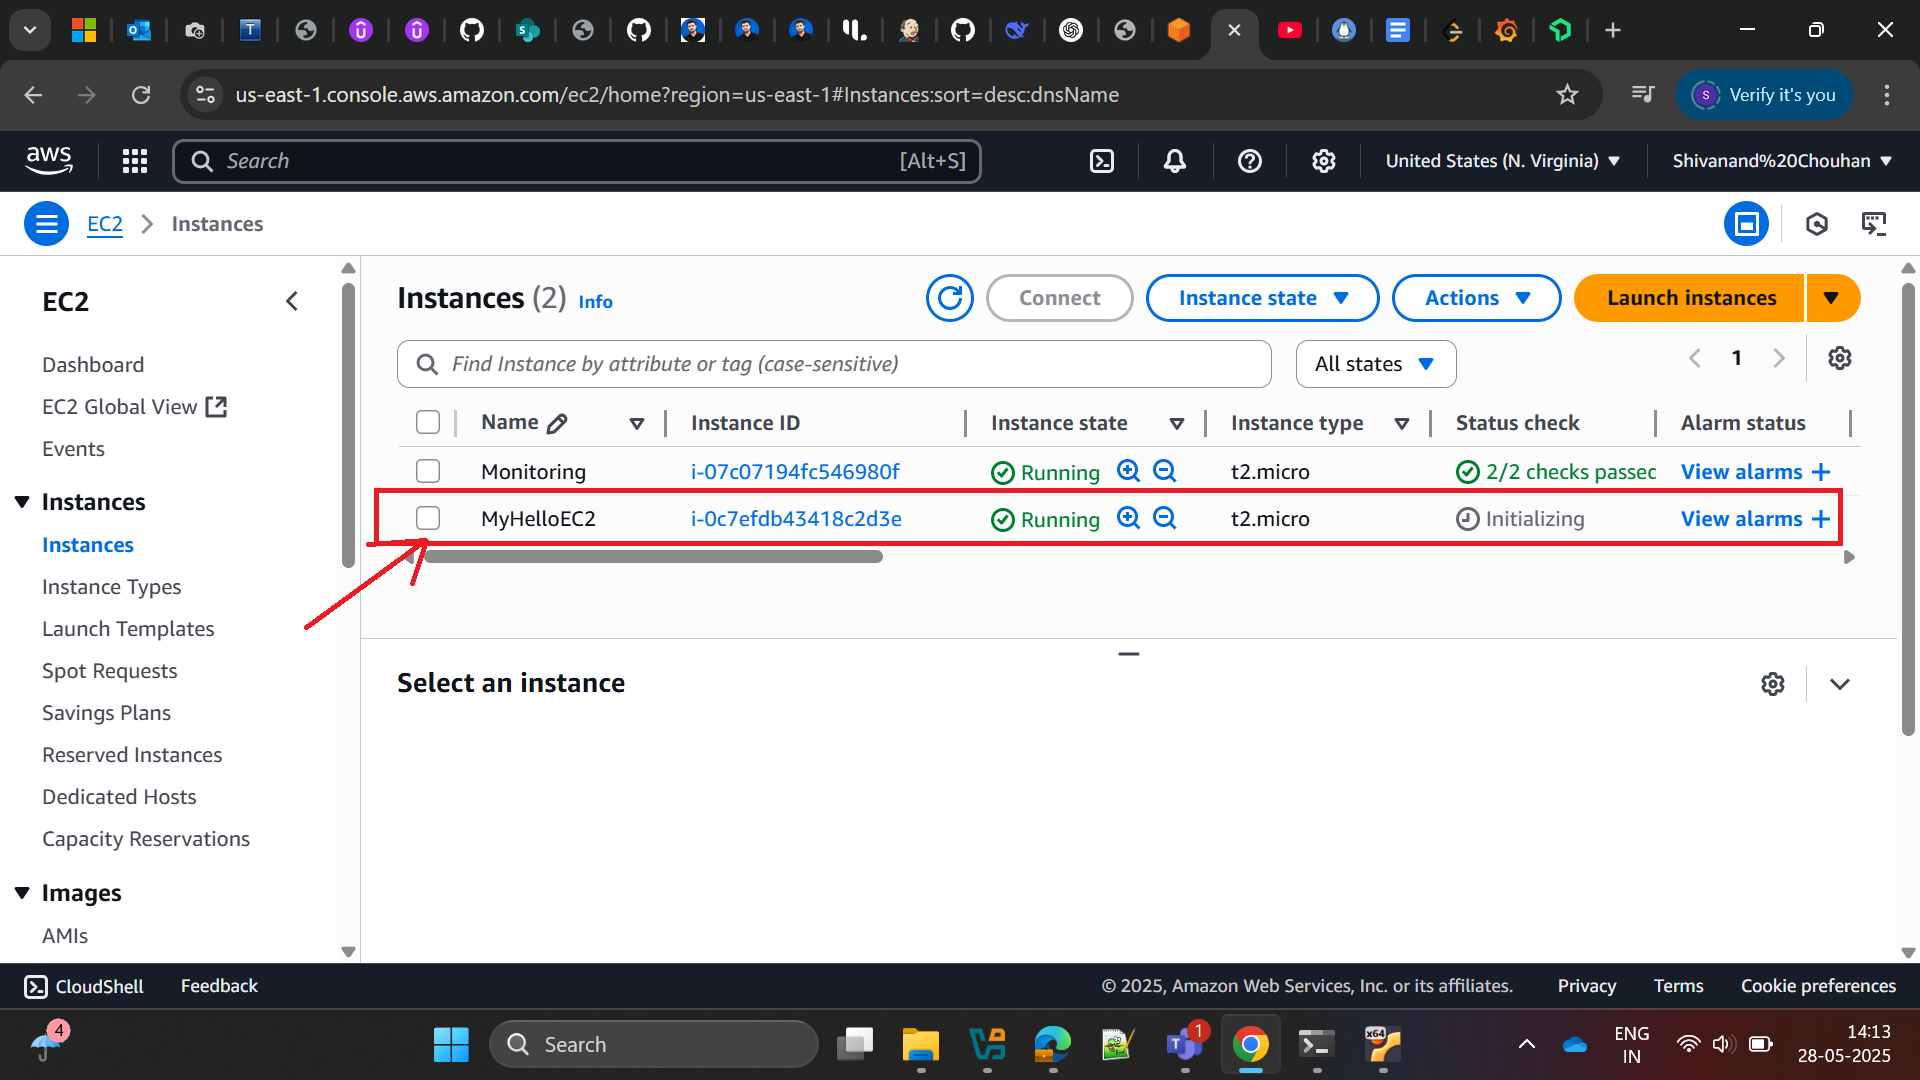 us-east-1.console.aws.amazon.com/ec2/home?region=us-east-1#Instances:sort=desc:dnsName
S
Verify it's you
aws
Search
[Alt+S]
United States (N. Virginia)
Shivanand%20Chouhan
EC2
Instances
EC2
Dashboard
EC2 Global View
Events
Instances
Instances
Instance Types
Launch Templates
Spot Requests
Savings Plans
Reserved Instances
Dedicated Hosts
Capacity Reservations
Images
AMIs
Instances (2) Info
Connect
Instance state
Actions
Launch instances
Find Instance by attribute or tag (case-sensitive)
All states
1
Name Instance ID Instance state Instance type Status check Alarm status
Monitoring i-07c07194fc546980f Running t2.micro 2/2 checks passed View alarms +
MyHelloEC2 i-0c7efdb43418c2d3e Running t2.micro Initializing View alarms +
Select an instance
CloudShell Feedback © 2025, Amazon Web Services, Inc. or its affiliates. Privacy Terms Cookie preferences
4
Search
1
x64
ENG
IN
14:13
28-05-2025